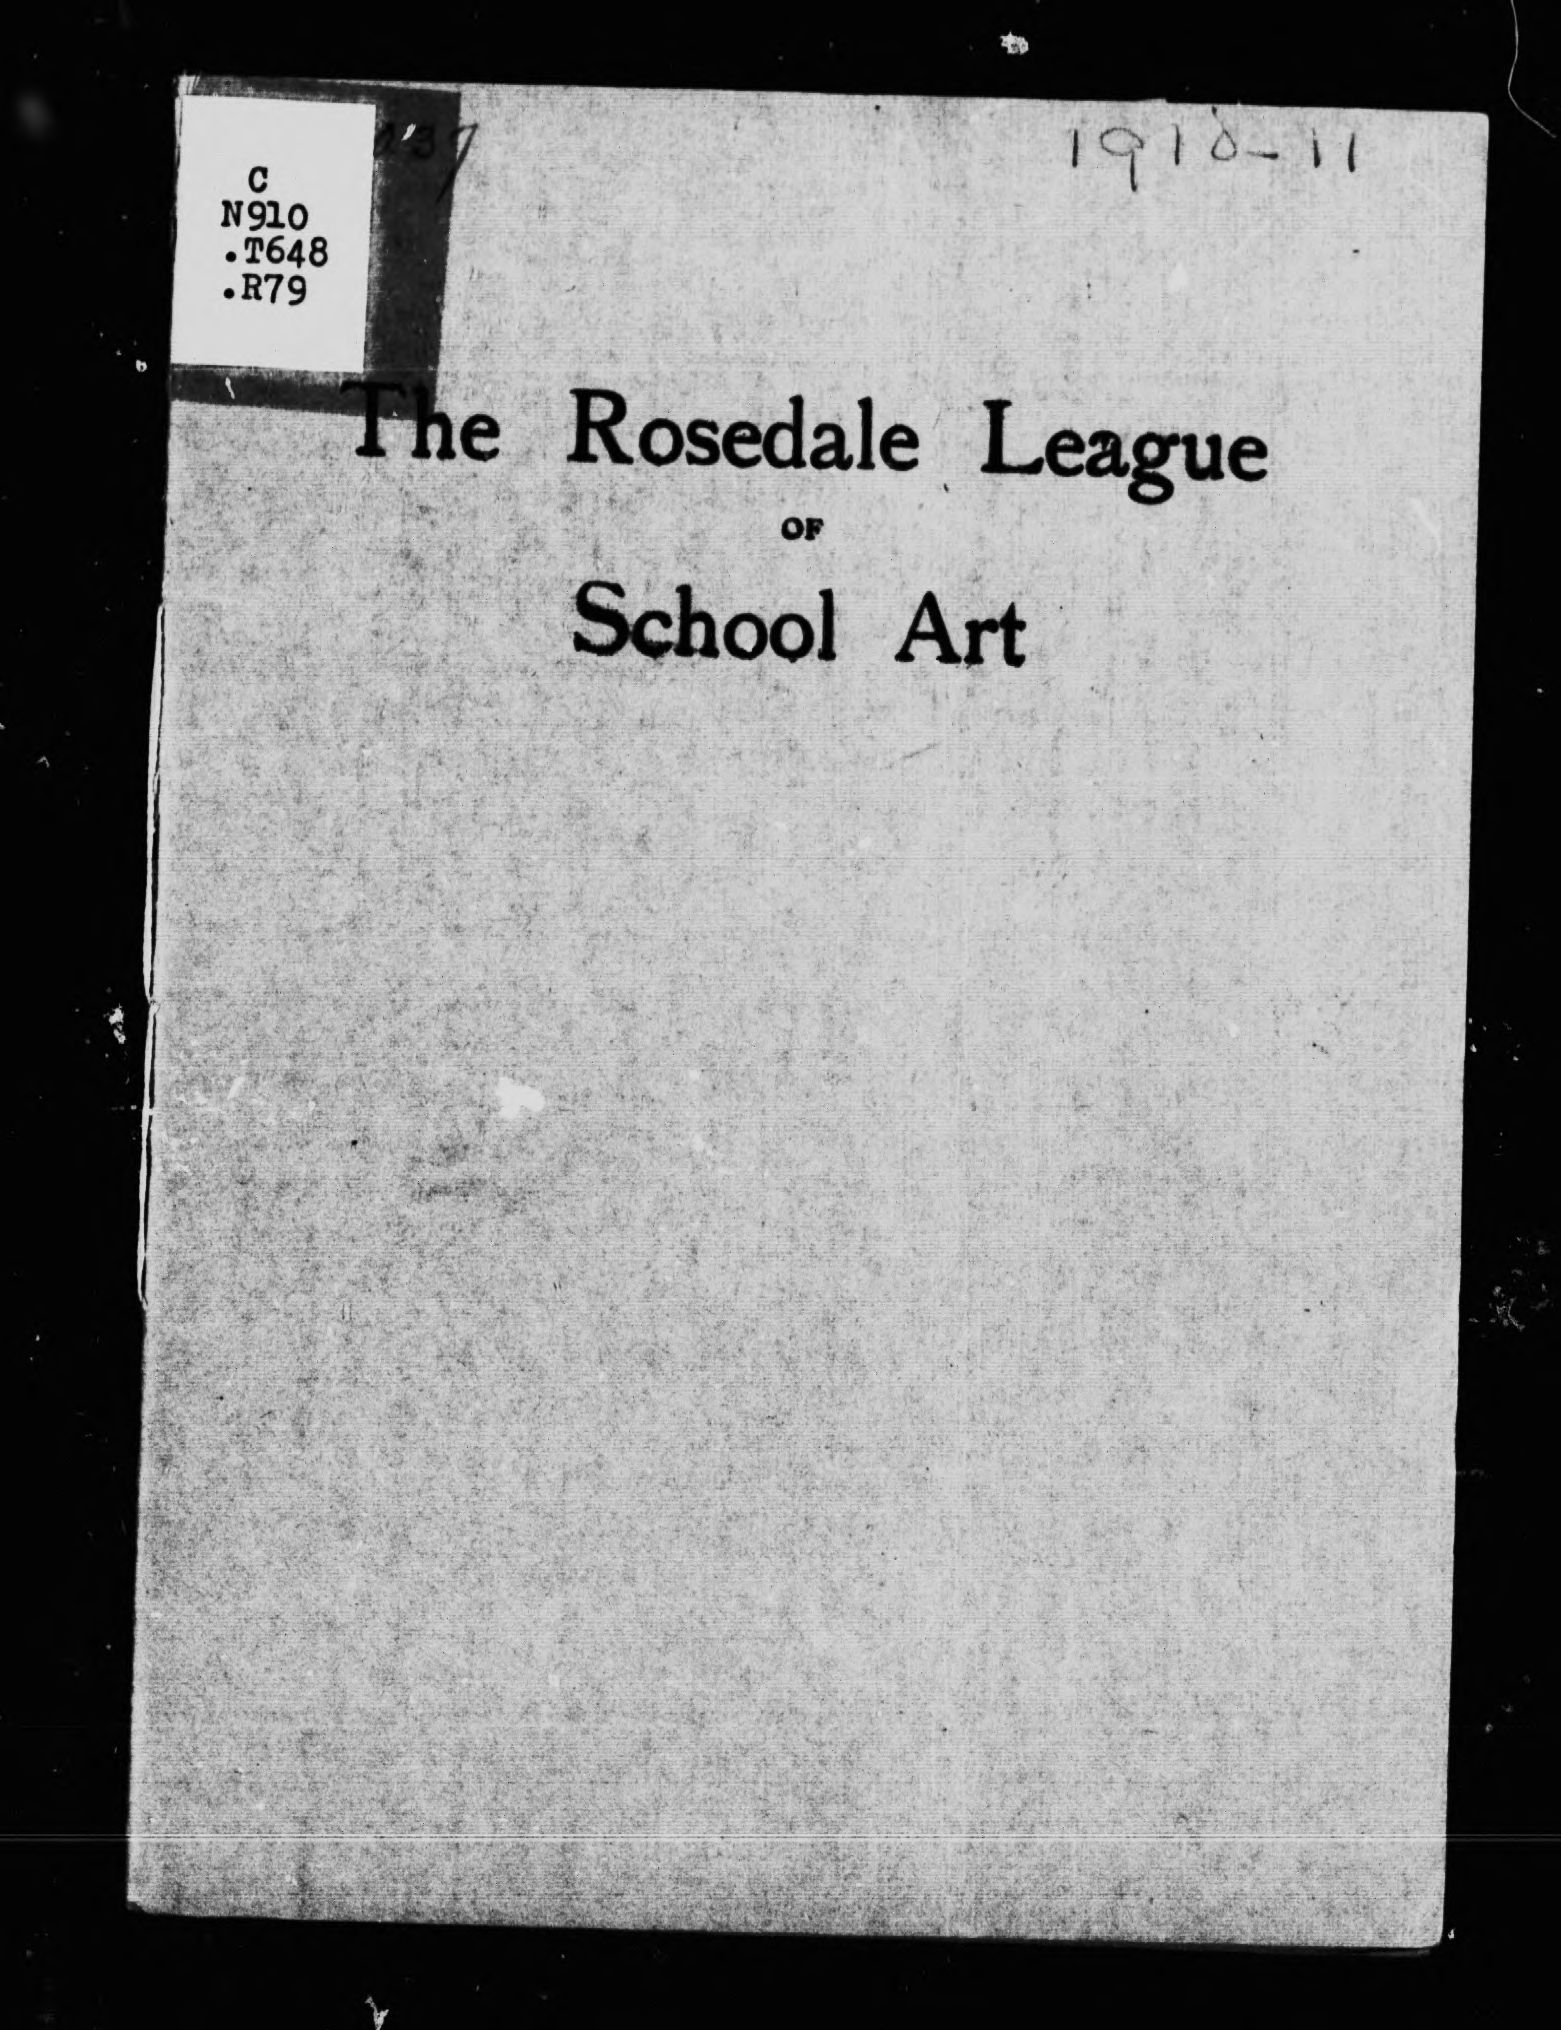 C
N910
.T648
.R79
1910-11
The Rosedale League
OF
School Art